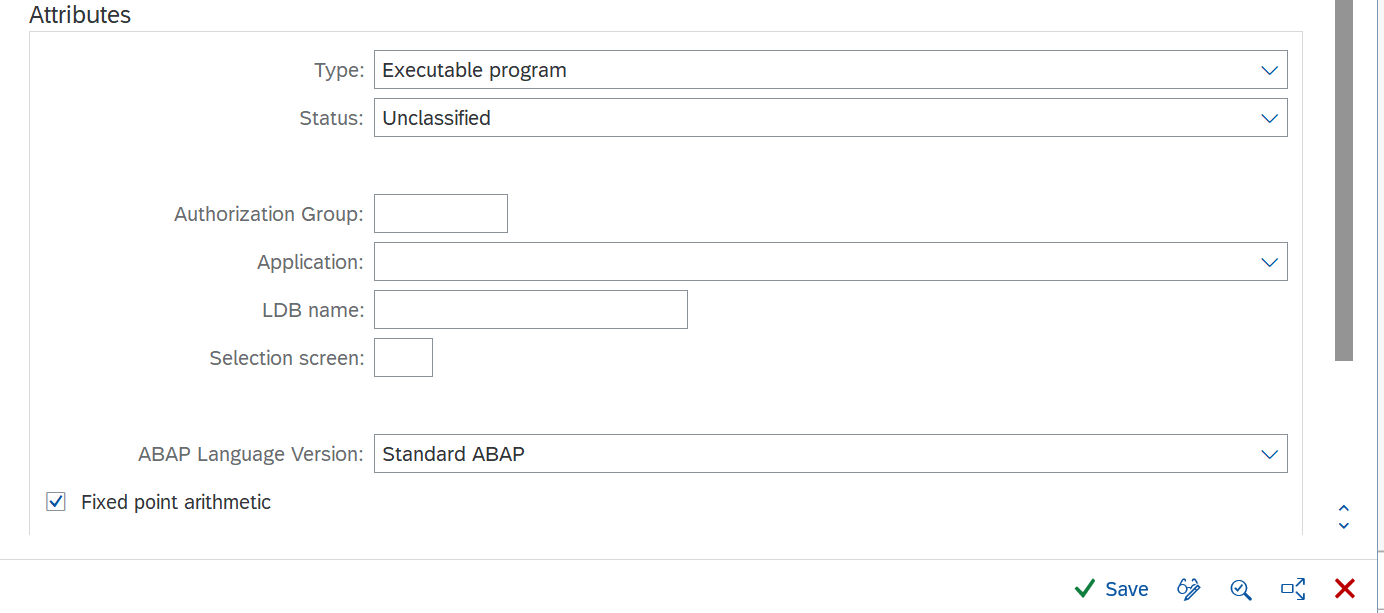 Attributes
Type: Executable program
Status: Unclassified
Authorization Group:
Application:
LDB name:
Selection screen:
ABAP Language Version: Standard ABAP
Fixed point arithmetic
Save